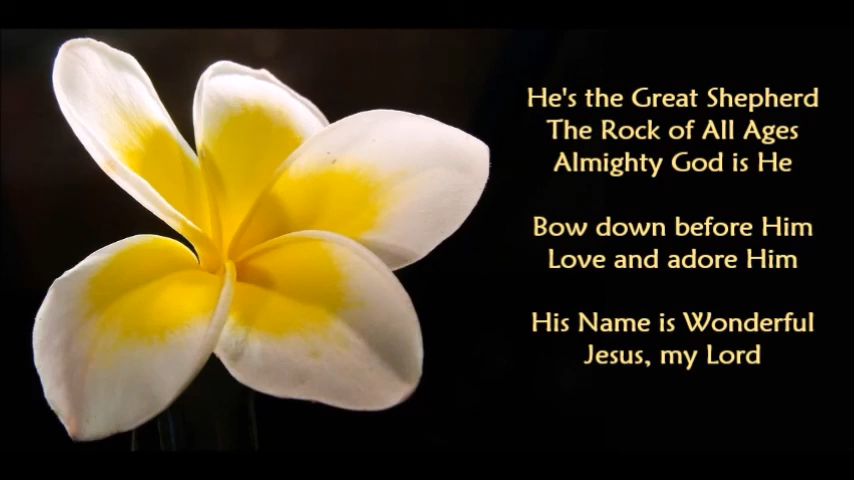 He's the Great Shepherd
The Rock of All Ages
Almighty God is He
Bow down before Him
Love and adore Him
His Name is Wonderful
Jesus, my Lord